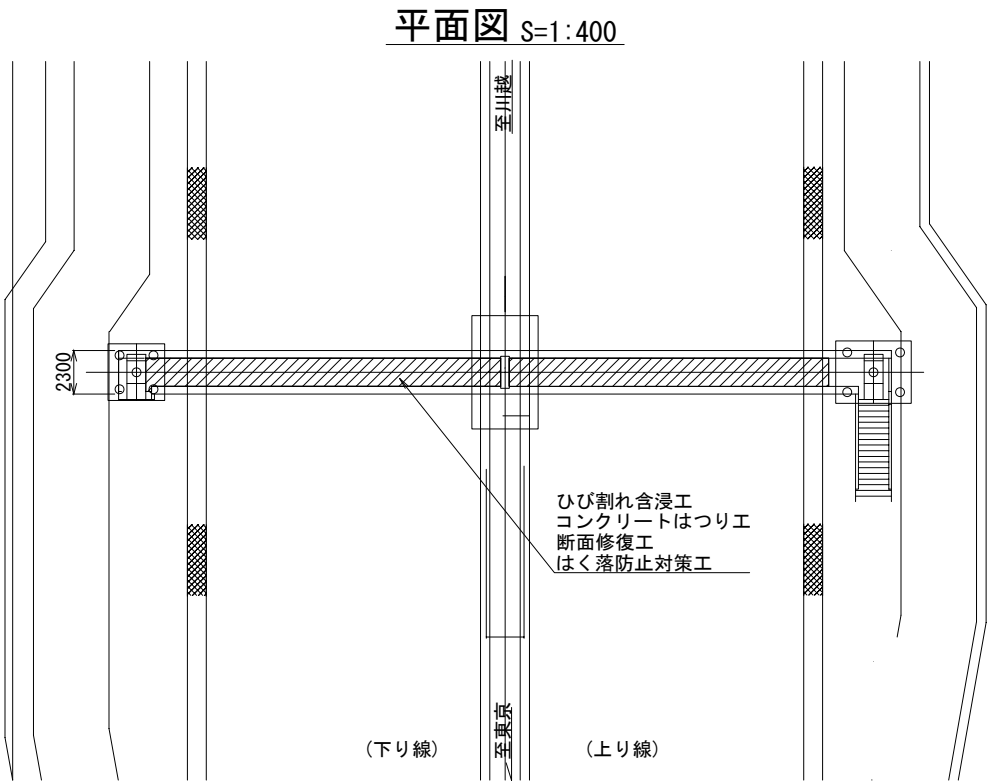 平面図 S=1:400
至川越
2300
ひび割れ含浸工
コンクリートはつり工
断面修復工
はく落防止対策工
(下り線)
至東京
(上り線)